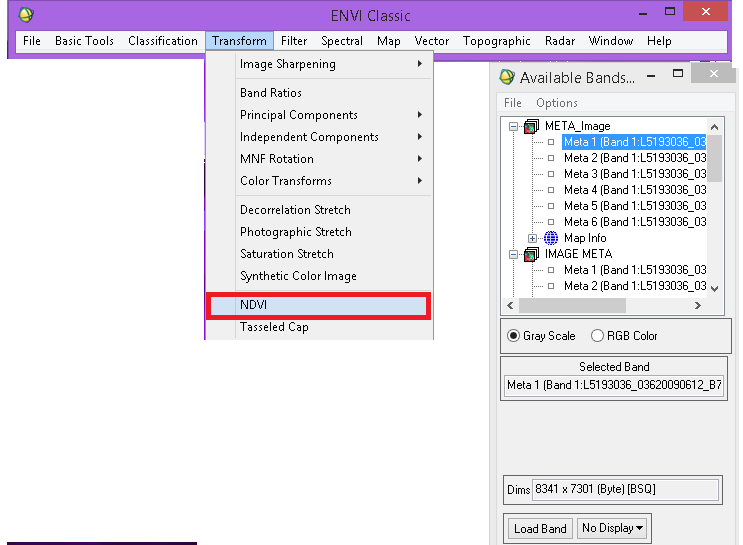 ENVI Classic
File Basic Tools Classification Transform Filter Spectral Map Vector Topographic Radar Window Help
Image Sharpening
Band Ratios
Principal Components
Independent Components
MNF Rotation
Color Transforms
Decorrelation Stretch
Photographic Stretch
Saturation Stretch
Synthetic Color Image
NDVI
Tasseled Cap
Available Bands...
File Options
META_Image
Meta 1 (Band 1:L5193036_03
Meta 2 (Band 1:L5193036_03
Meta 3 (Band 1:L5193036_03
Meta 4 (Band 1:L5193036_03
Meta 5 (Band 1:L5193036_03
Meta 6 (Band 1:L5193036_03
Map Info
IMAGE META
Meta 1 (Band 1:L5193036_03
Meta 2 (Band 1:L5193036_03
Gray Scale RGB Color
Selected Band
Meta 1 (Band 1:L5193036_03620090612_B7
Dims 8341 x 7301 (Byte) [BSQ]
Load Band No Display